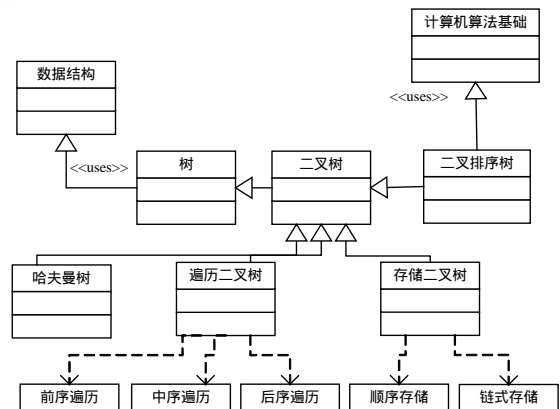 计算机算法基础
数据结构
<<uses>>
<<uses>>
树
二叉树
二叉排序树
哈夫曼树
遍历二叉树
存储二叉树
前序遍历
中序遍历
后序遍历
顺序存储
链式存储